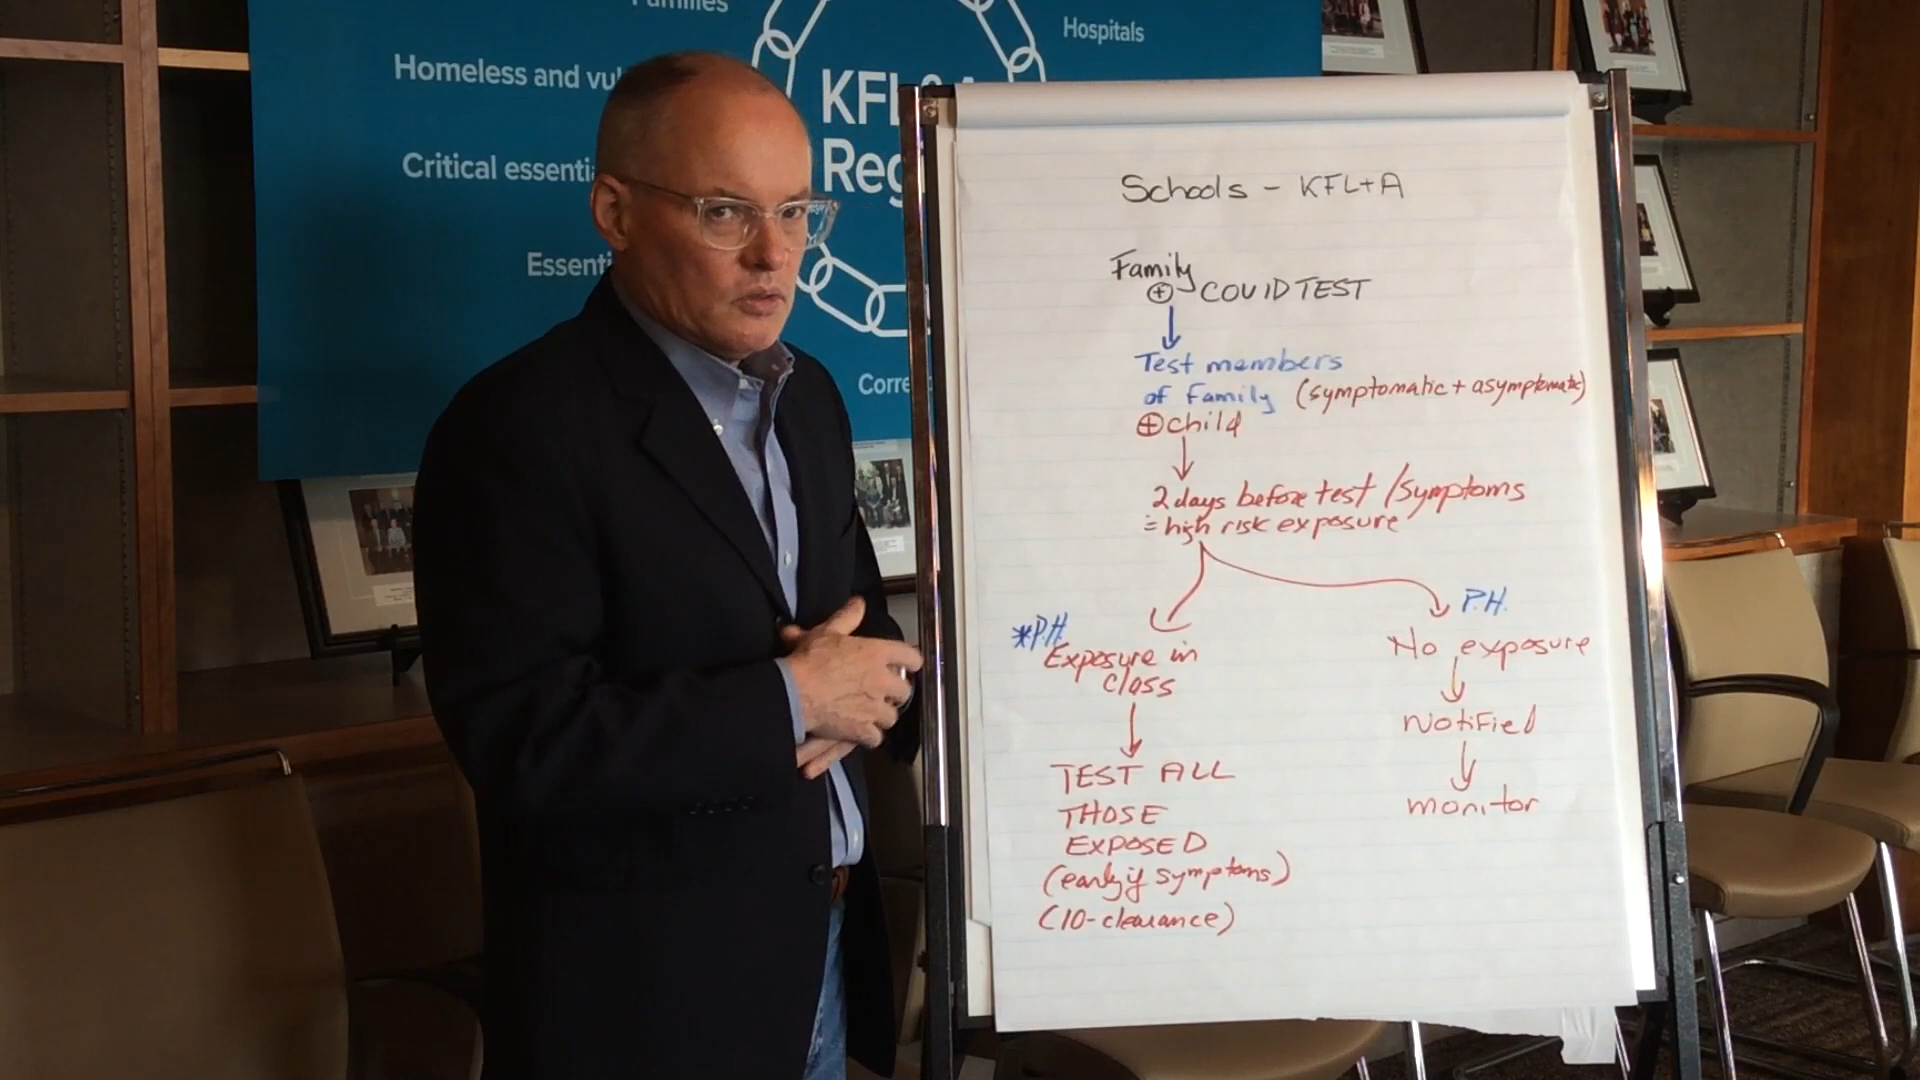 Families
Hospitals
Homeless and vul
KFL&A
Critical essentia
Reg
Essenti
Corre
Schools - KFL+A
Family
⊕ COVID TEST
Test members
of Family (symptomatic + asymptomatic)
⊕ child
2 days before test / symptoms
= high risk exposure
*P.H.
Exposure in
class
TEST ALL
THOSE
EXPOSED
(early if symptoms)
(10-clearance)
P.H.
No exposure
Notified
monitor